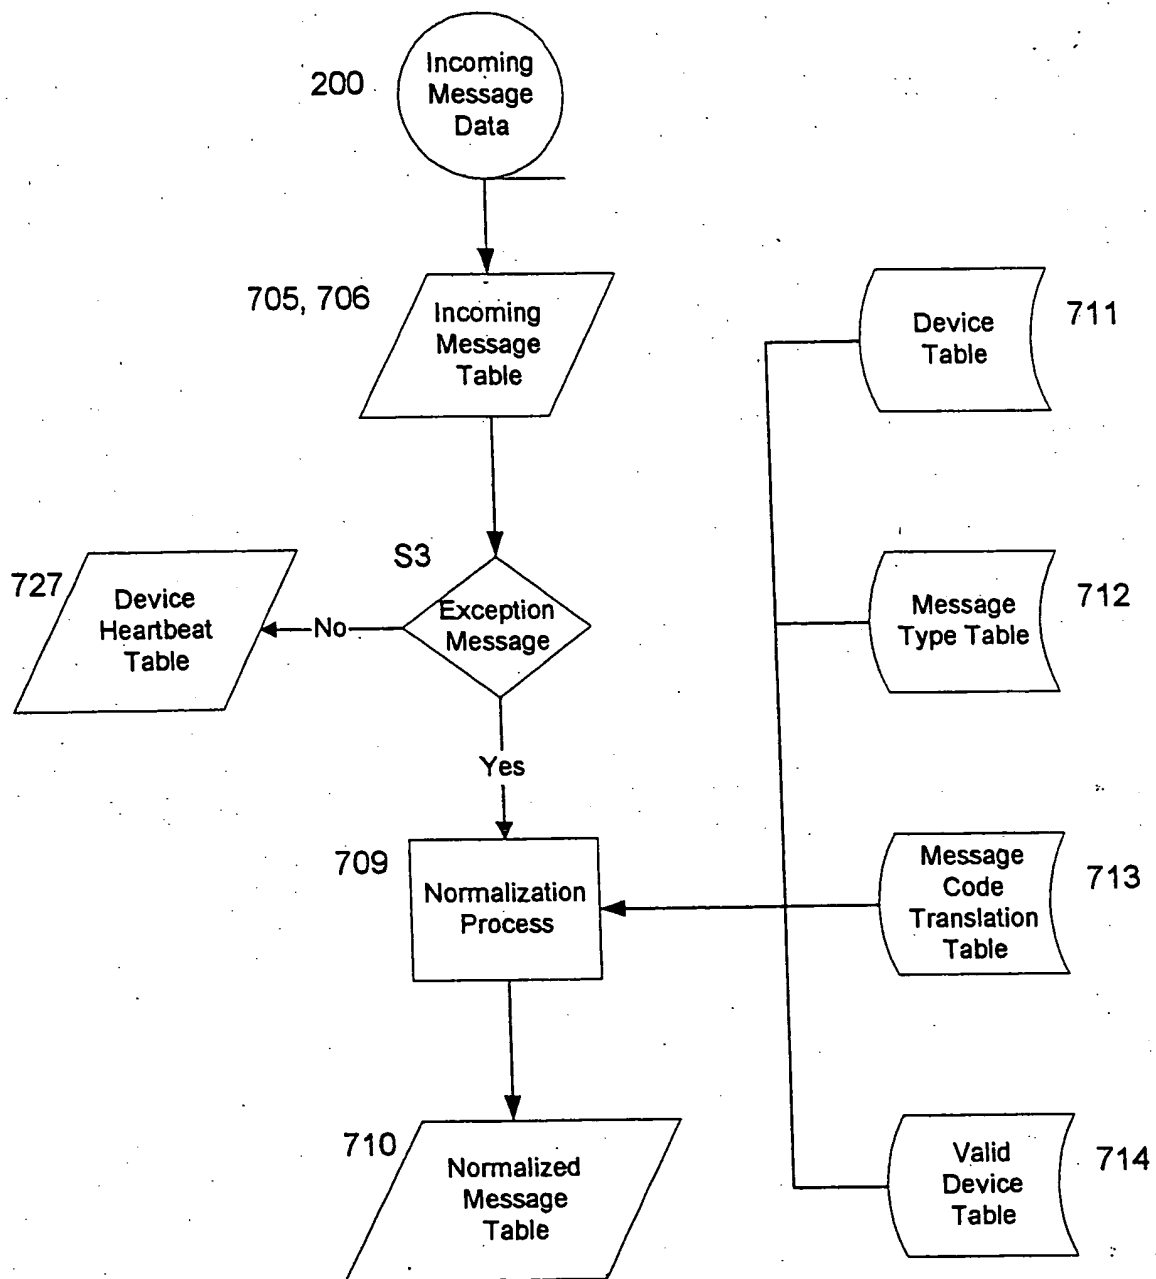 200
Incoming
Message
Data
705, 706
Incoming
Message
Table
711
Device
Table
S3
Exception
Message
No
727
Device
Heartbeat
Table
712
Message
Type Table
Yes
709
Normalization
Process
713
Message
Code
Translation
Table
710
Normalized
Message
Table
714
Valid
Device
Table